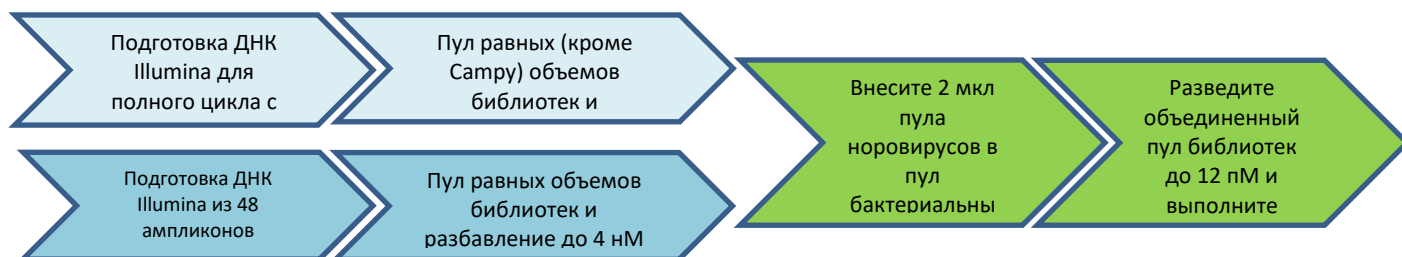 Подготовка ДНК
Illumina для
полного цикла с
Пул равных (кроме
Campy) объемов
библиотек и
Подготовка ДНК
Illumina из 48
ампликонов
Пул равных объемов
библиотек и
разбавление до 4 нМ
Внесите 2 мкл
пула
норовирусов в
пул
бактериальны
Разведите
объединенный
пул библиотек
до 12 пМ и
выполните